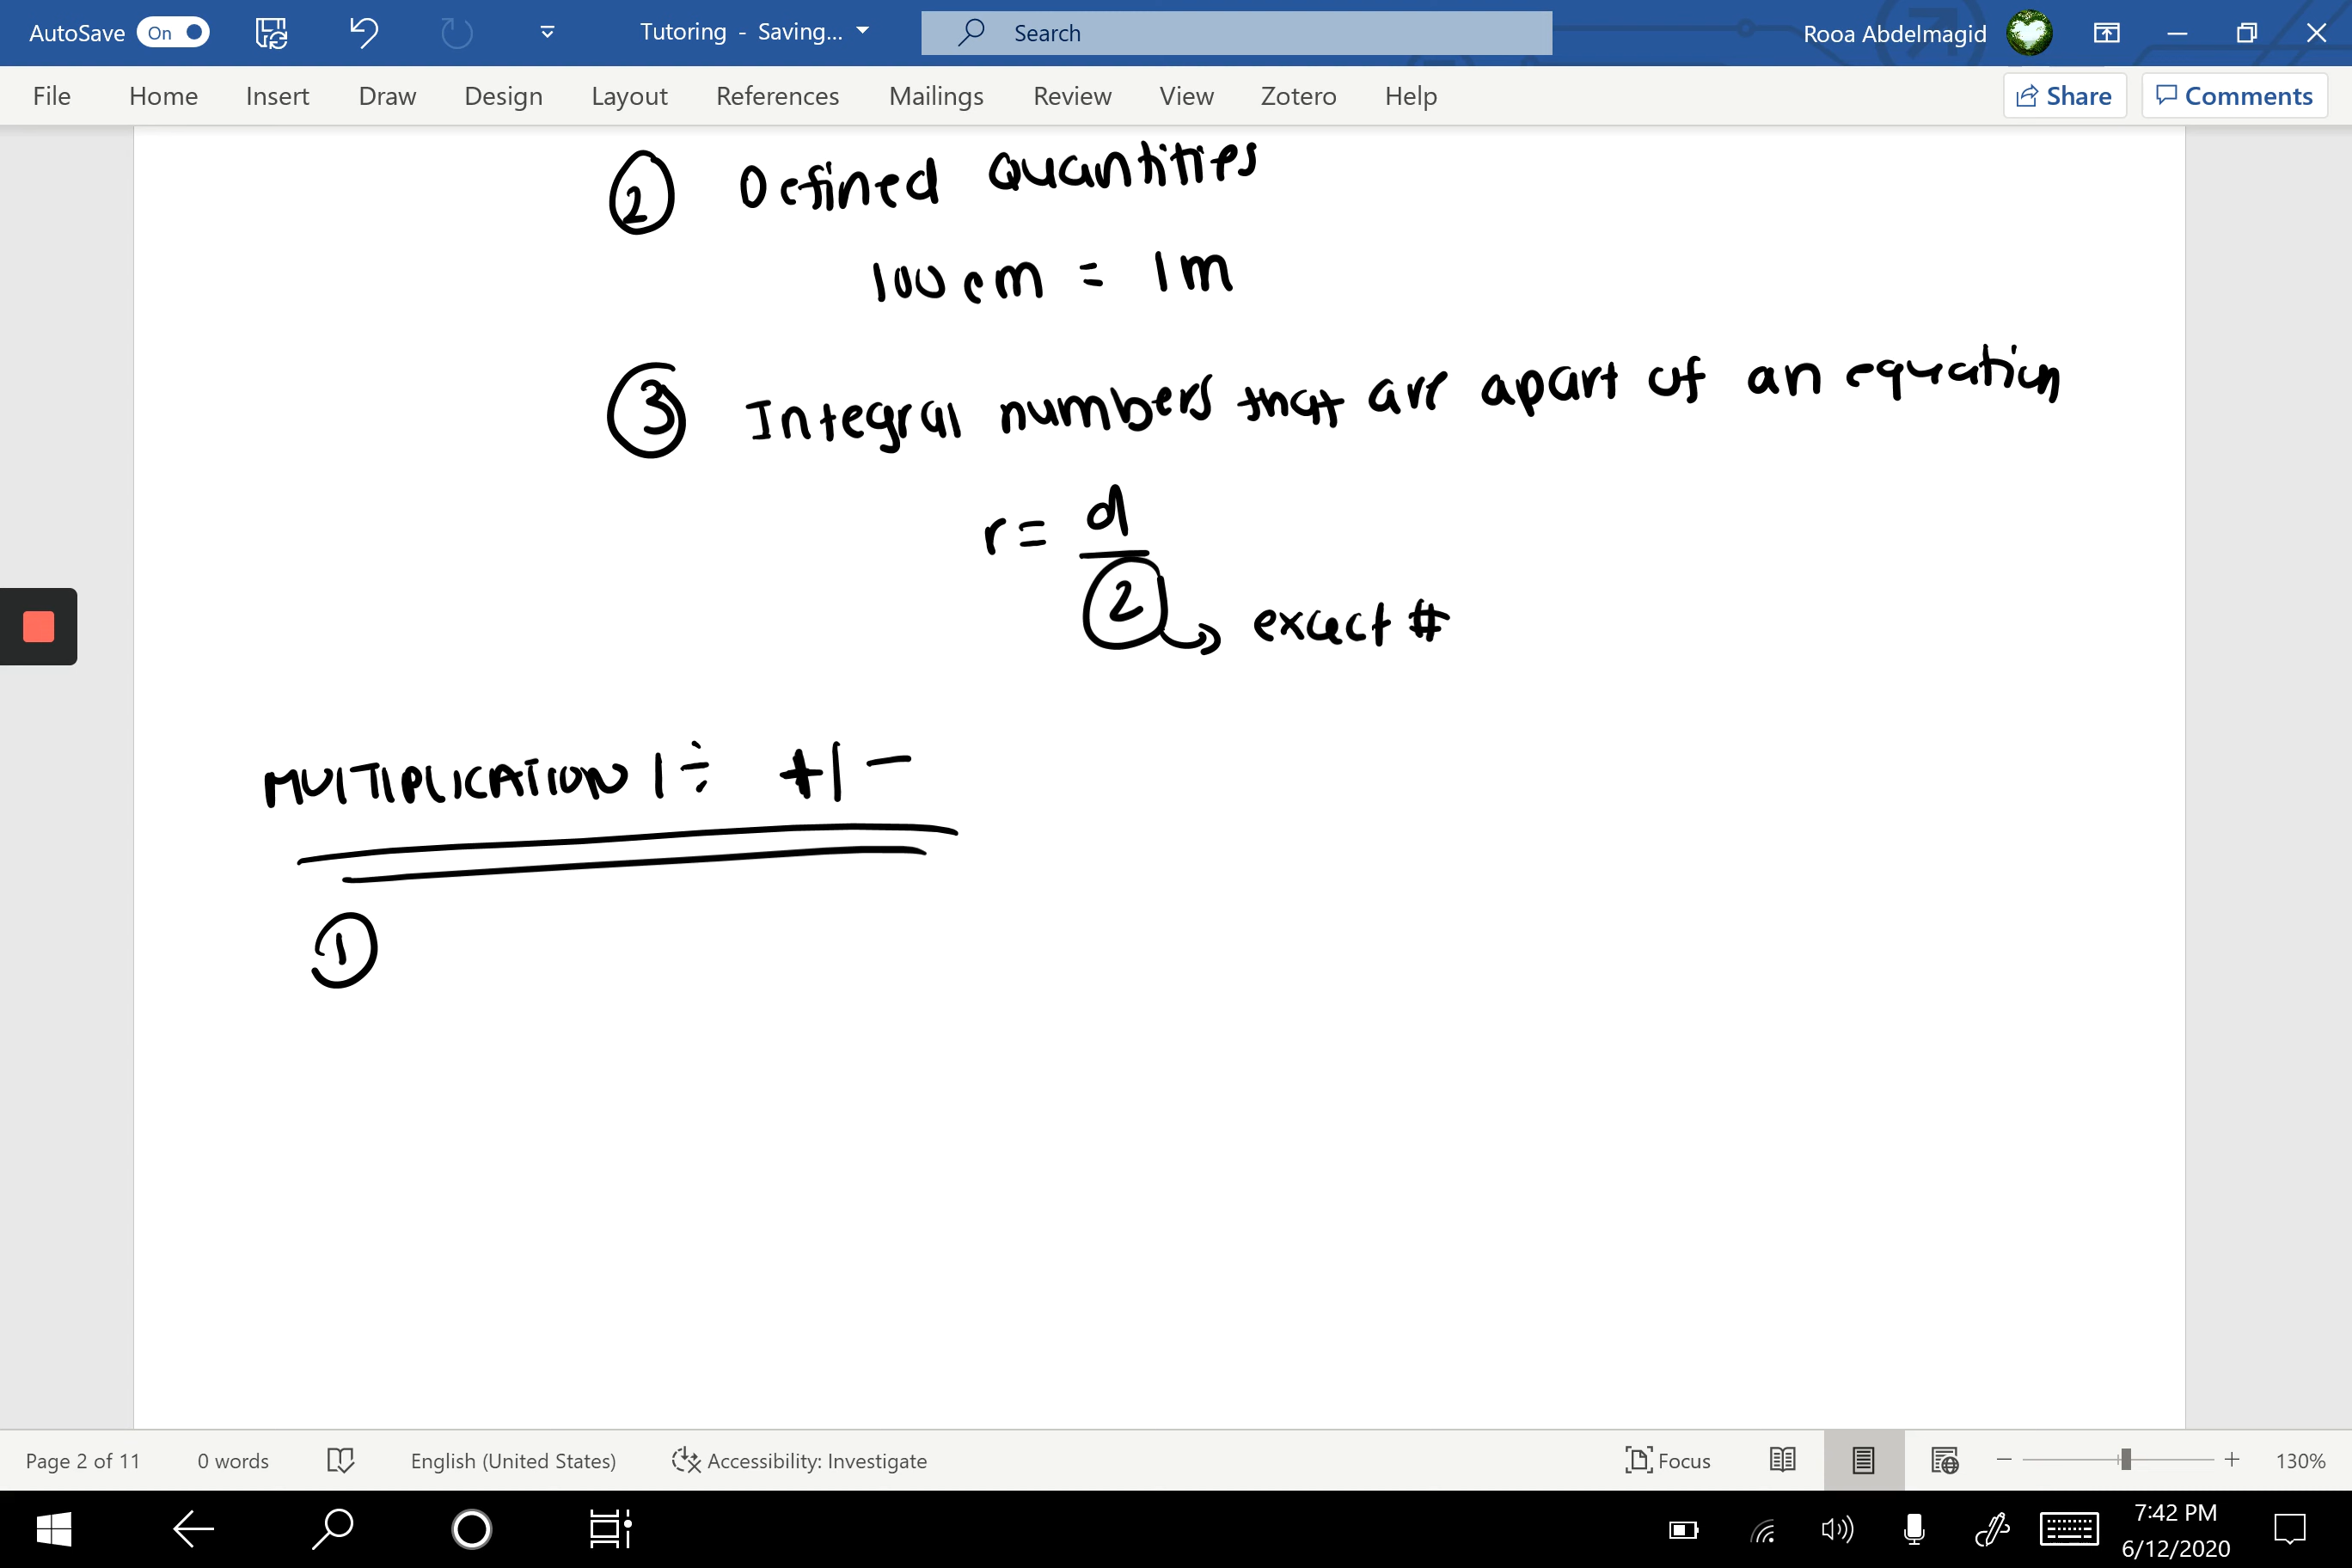 AutoSave On Tutoring - Saving... Search Rooa Abdelmagid
File Home Insert Draw Design Layout References Mailings Review View Zotero Help Share Comments
② Defined Quantities
100 cm = 1 m
③ Integral numbers that are apart of an equation
r = d
2 exact #
MULTIPLICATION | ÷ + | -
①
Page 2 of 11 0 words English (United States) Accessibility: Investigate Focus 130%
7:42 PM
6/12/2020